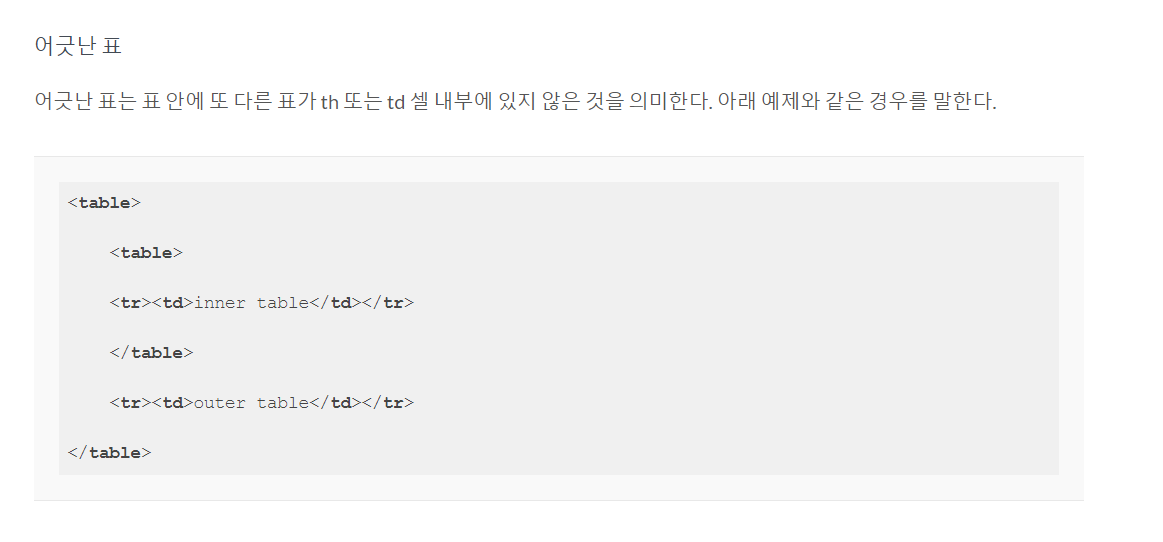 어긋난 표
어긋난 표는 표 안에 또 다른 표가 th 또는 td 셀 내부에 있지 않은 것을 의미한다. 아래 예제와 같은 경우를 말한다.
<table>
<table>
<tr><td>inner table</td></tr>
</table>
<tr><td>outer table</td></tr>
</table>